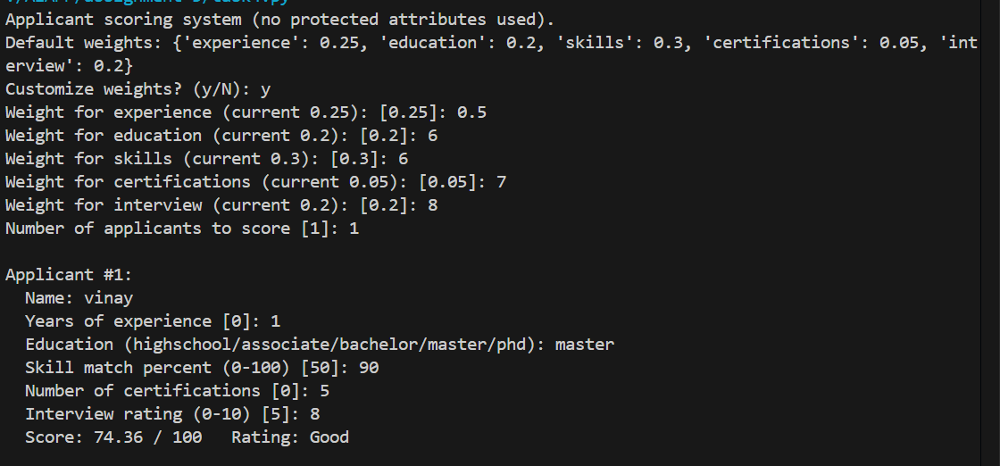 Applicant scoring system (no protected attributes used).
Default weights: {'experience': 0.25, 'education': 0.2, 'skills': 0.3, 'certifications': 0.05, 'int
erview': 0.2}
Customize weights? (y/N): y
Weight for experience (current 0.25): [0.25]: 0.5
Weight for education (current 0.2): [0.2]: 6
Weight for skills (current 0.3): [0.3]: 6
Weight for certifications (current 0.05): [0.05]: 7
Weight for interview (current 0.2): [0.2]: 8
Number of applicants to score [1]: 1
Applicant #1:
Name: vinay
Years of experience [0]: 1
Education (highschool/associate/bachelor/master/phd): master
Skill match percent (0-100) [50]: 90
Number of certifications [0]: 5
Interview rating (0-10) [5]: 8
Score: 74.36 / 100   Rating: Good